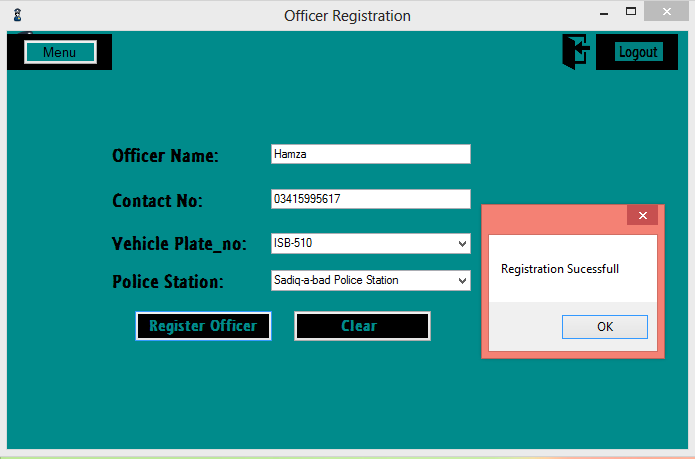 Officer Registration
Menu
Logout
Officer Name:
Hamza
Contact No:
03415995617
Vehicle Plate_no:
ISB-510
Police Station:
Sadiq-a-bad Police Station
Register Officer
Clear
Registration Sucessfull
OK